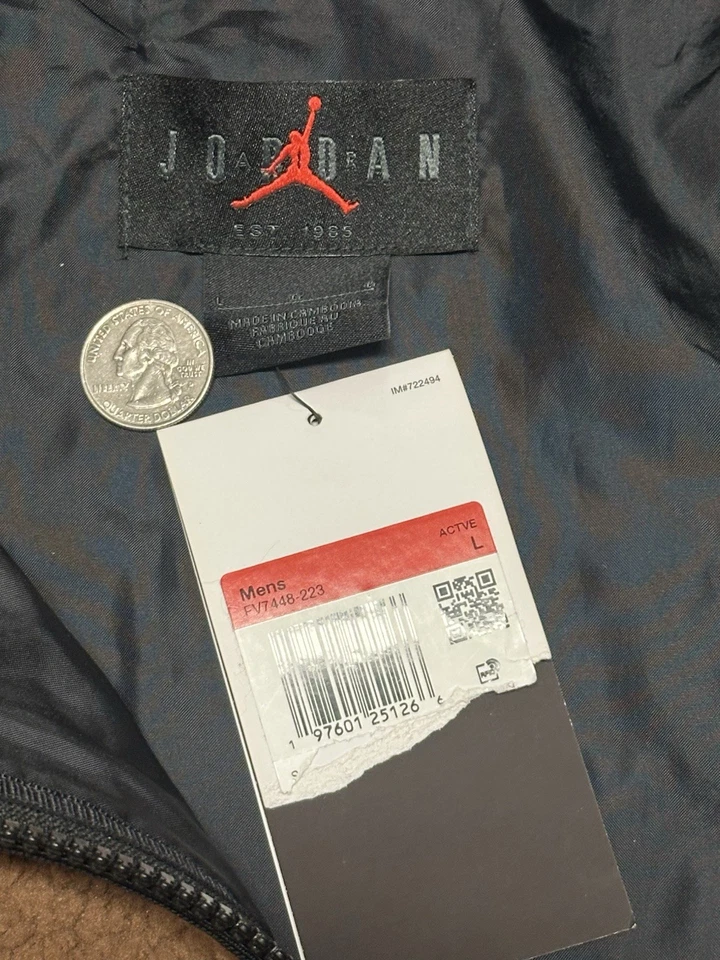 JORDAN
AIR
EST. 1985
L G G
MADE IN CAMBODIA
FABRIQUE AU
CAMBODGE
UNITED STATES OF AMERICA
LIBERTY
IN
GOD WE
TRUST
QUARTER DOLLAR
IM#722494
ACTVE
Mens L
FV7448-223
1 97601 25126 6